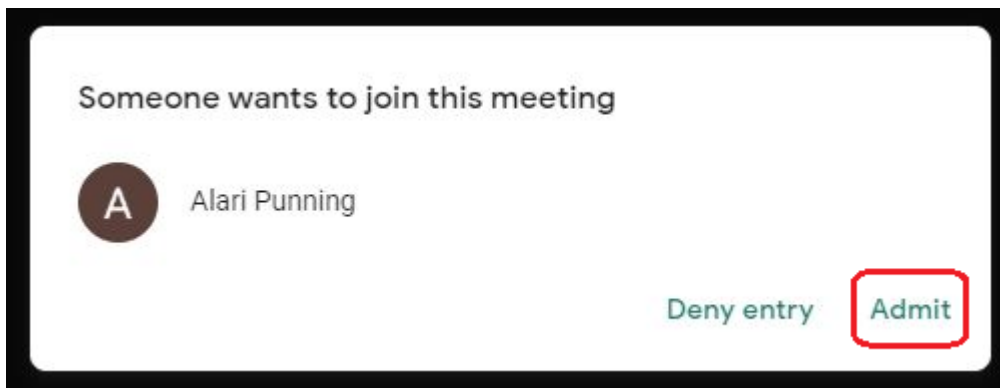 Someone wants to join this meeting
A
Alari Punning
Deny entry
Admit